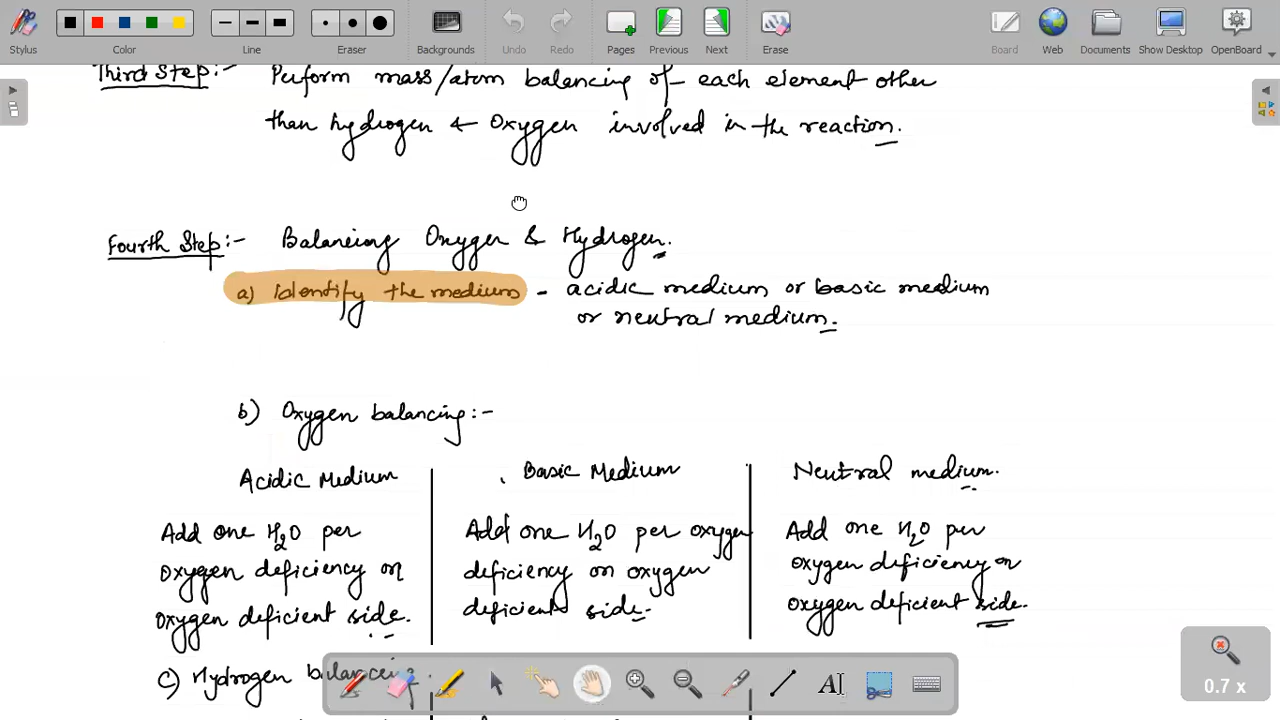 Stylus
Color
Line
Eraser
Backgrounds
Undo
Redo
Pages
Previous
Next
Erase
Board
Web
Documents
Show Desktop
OpenBoard
Third Step:- Perform mass/atom balancing of each element other
than hydrogen & Oxygen involved in the reaction.
Fourth Step:- Balancing Oxygen & Hydrogen.
a) identify the medium - acidic medium or basic medium
or neutral medium.
b) Oxygen balancing:-
Acidic Medium
Add one H2O per
Oxygen deficiency on
Oxygen deficient side.
Basic Medium
Add one H2O per oxygen
deficiency on oxygen
deficient side.
Neutral medium.
Add one H2O per
oxygen deficiency on
oxygen deficient side.
c) Hydrogen balancing
0.7 x